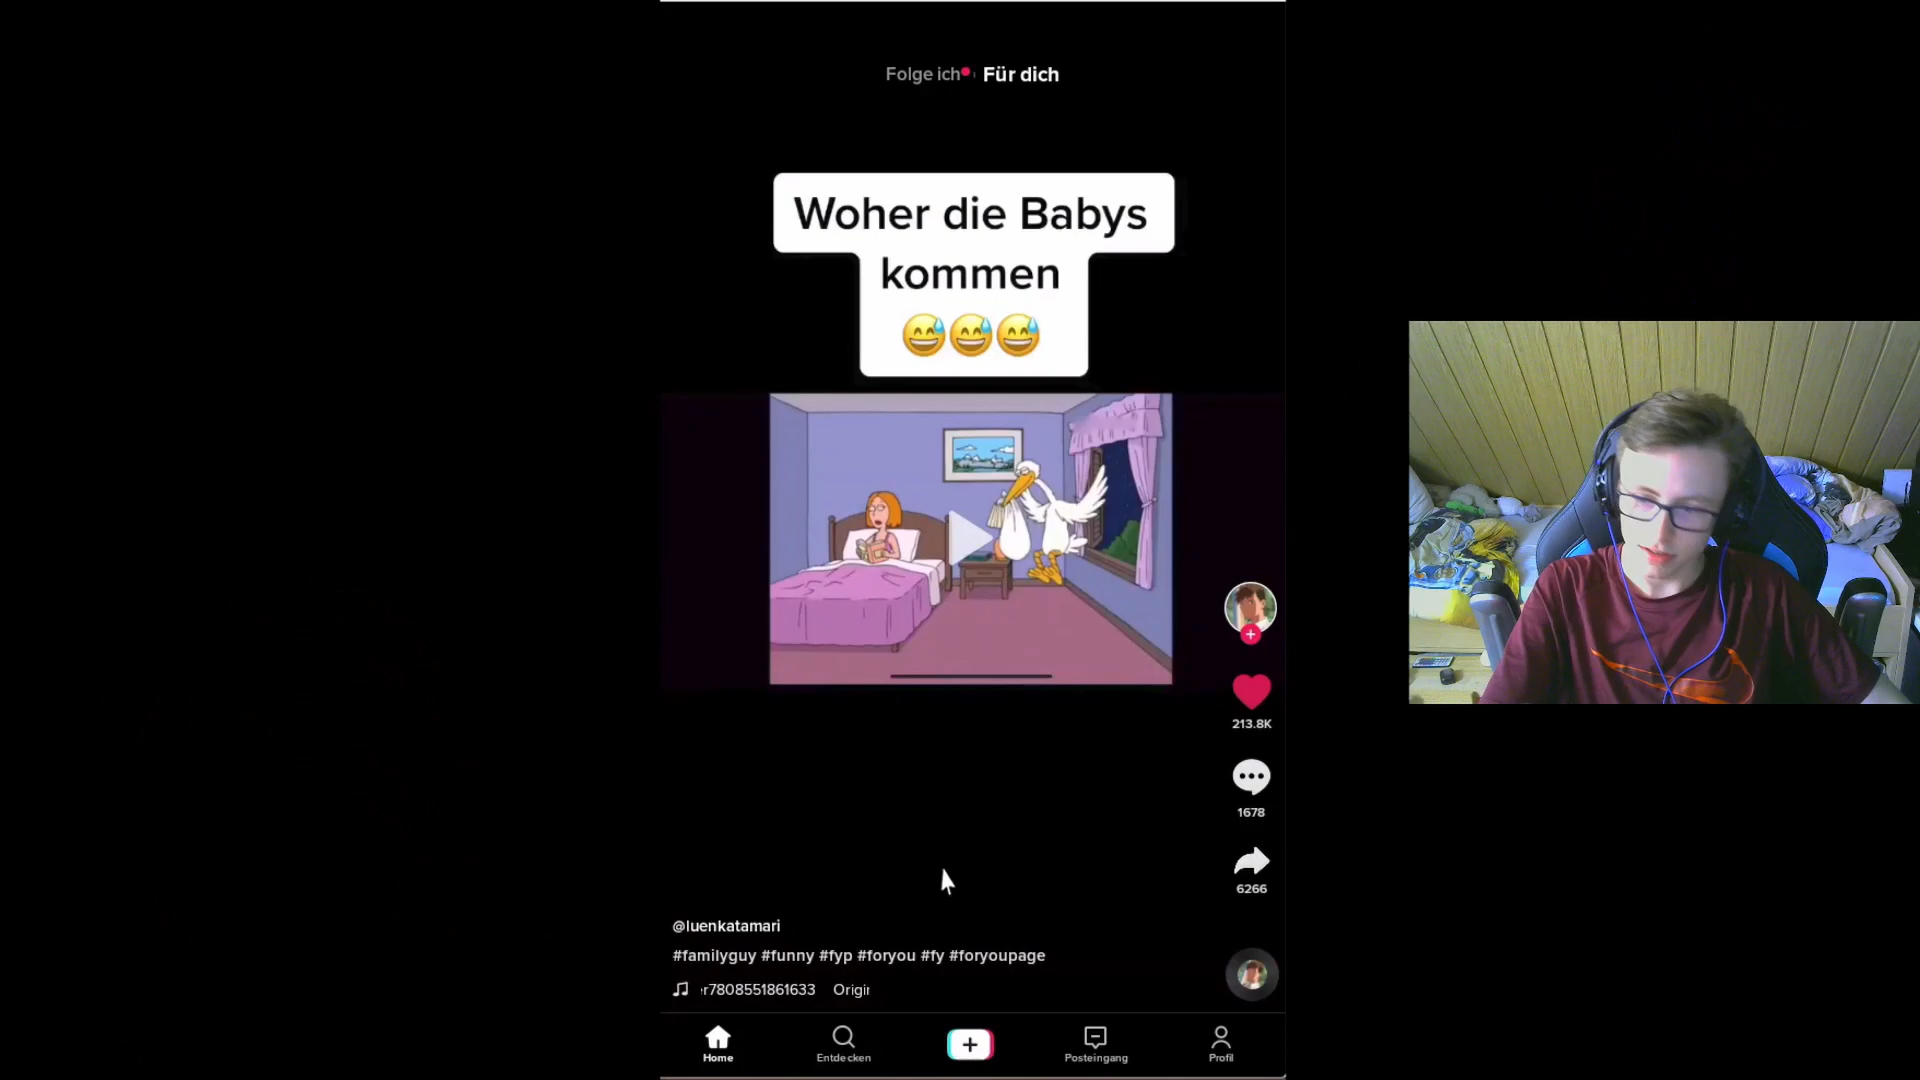 Folge ich Für dich
Woher die Babys
kommen
😅😅😅
213.8K
1678
6266
@luenkatamari
#familyguy #funny #fyp #foryou #fy #foryoupage
r7808551861633 Origin
Home Entdecken Posteingang Profil